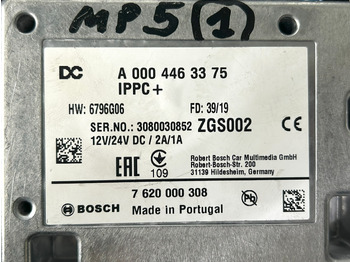 MP5 1
DC A 000 446 33 75
IPPC+
HW: 6796G06 FD: 39/19
SER.NO.: 3080030852 ZGS002 CE
12V/24V DC / 2A/1A
EAC
109
Robert Bosch Car Multimedia GmbH
Robert-Bosch-Str. 200
31139 Hildesheim, Germany
7 620 000 308
BOSCH Made in Portugal Pb